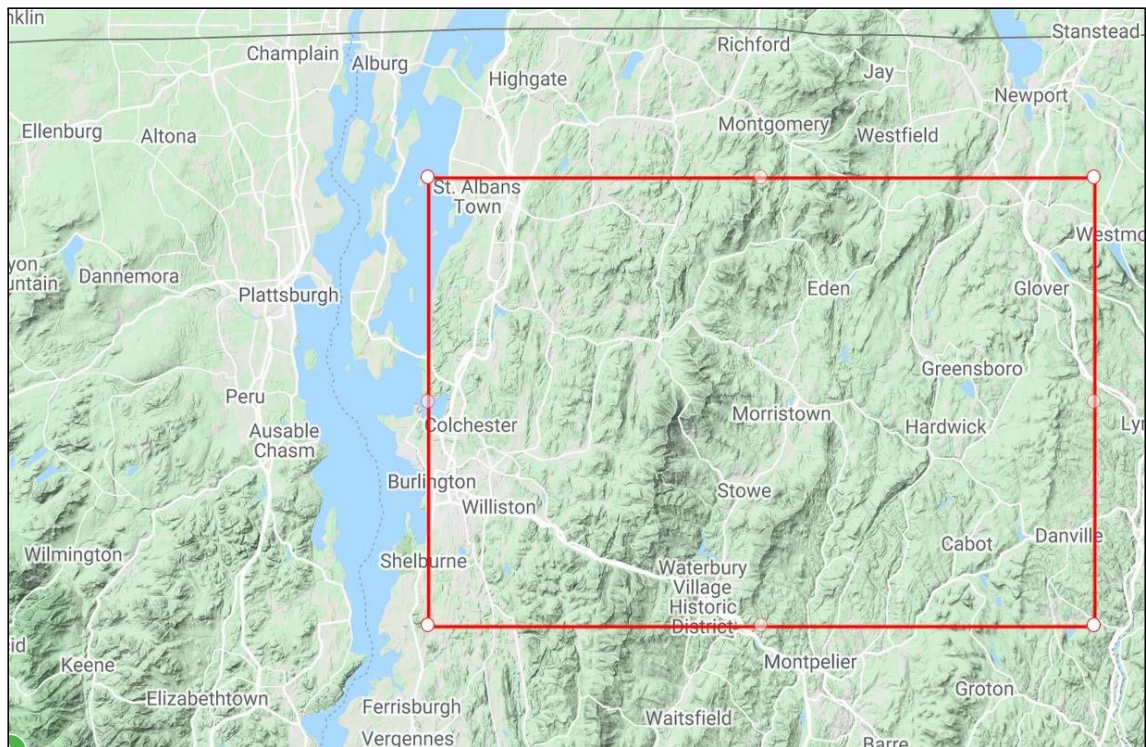 nklin
Champlain
Alburg
Richford
Stanstead
Highgate
Jay
Newport
Ellenburg
Altona
Montgomery
Westfield
St. Albans
Town
Westmo
yon
untain
Dannemora
Plattsburgh
Eden
Glover
Peru
Greensboro
Ausable
Chasm
Colchester
Morristown
Hardwick
Lyn
Burlington
Williston
Stowe
Wilmington
Shelburne
Waterbury
Village
Historic
District
Cabot
Danville
id
Keene
Elizabethtown
Montpelier
Groton
Ferrisburgh
Vergennes
Waitsfield
Barre